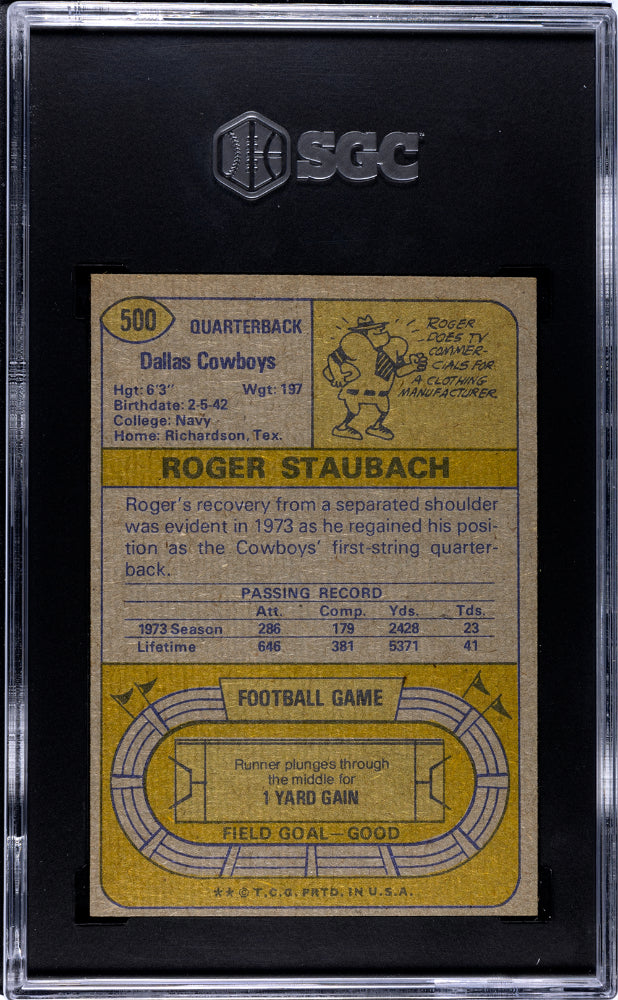 SGC
500
QUARTERBACK
Dallas Cowboys
Hgt: 6'3" Wgt: 197
Birthdate: 2-5-42
College: Navy
Home: Richardson, Tex.
ROGER
DOES TV
COMMER-
CIALS FOR
A CLOTHING
MANUFACTURER
ROGER STAUBACH
Roger's recovery from a separated shoulder
was evident in 1973 as he regained his posi-
tion as the Cowboys' first-string quarter-
back.
PASSING RECORD
Att. Comp. Yds. Tds.
1973 Season 286 179 2428 23
Lifetime 646 381 5371 41
FOOTBALL GAME
Runner plunges through
the middle for
1 YARD GAIN
FIELD GOAL—GOOD
** © T.C.G. PRTD. IN U.S.A.